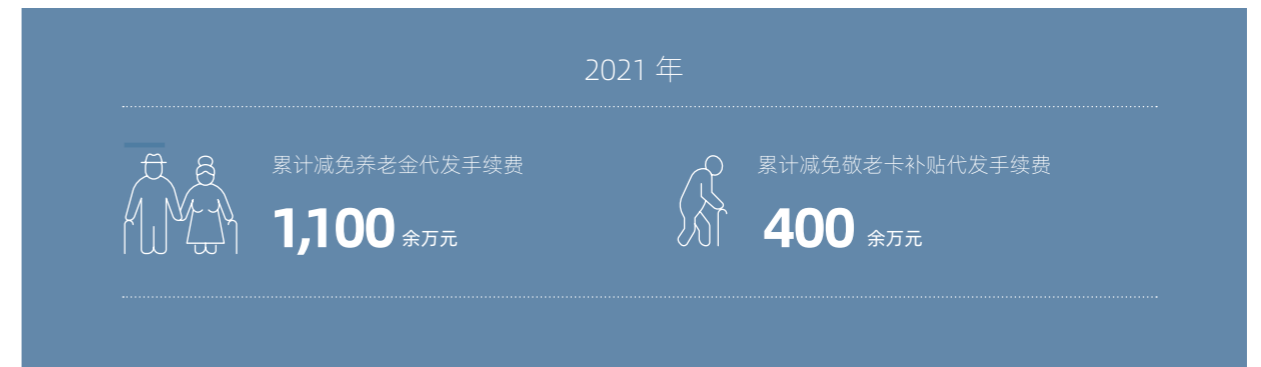 2021 年
累计减免养老金代发手续费
1,100 余万元
累计减免敬老卡补贴代发手续费
400 余万元